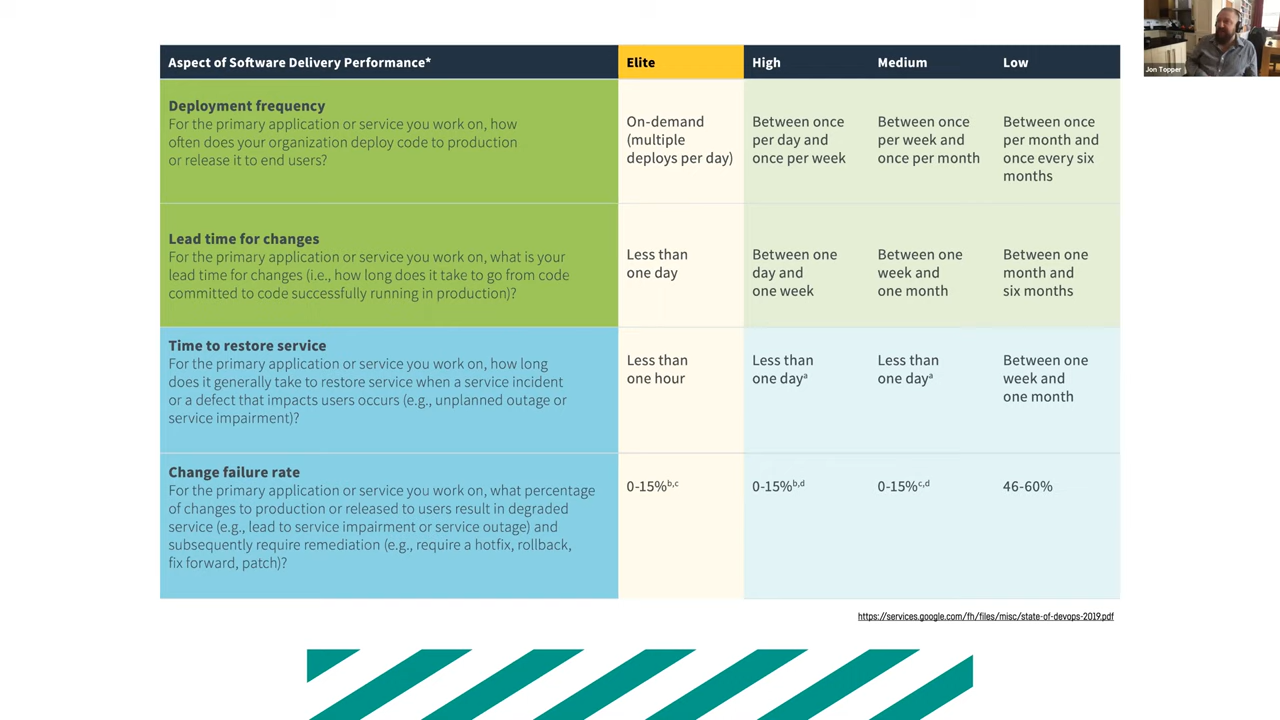 Jon Topper
Aspect of Software Delivery Performance*
Elite
High
Medium
Low
Deployment frequency
For the primary application or service you work on, how
often does your organization deploy code to production
or release it to end users?
On-demand
(multiple
deploys per day)
Between once
per day and
once per week
Between once
per week and
once per month
Between once
per month and
once every six
months
Lead time for changes
For the primary application or service you work on, what is your
lead time for changes (i.e., how long does it take to go from code
committed to code successfully running in production)?
Less than
one day
Between one
day and
one week
Between one
week and
one month
Between one
month and
six months
Time to restore service
For the primary application or service you work on, how long
does it generally take to restore service when a service incident
or a defect that impacts users occurs (e.g., unplanned outage or
service impairment)?
Less than
one hour
Less than
one dayᵃ
Less than
one dayᵃ
Between one
week and
one month
Change failure rate
For the primary application or service you work on, what percentage
of changes to production or released to users result in degraded
service (e.g., lead to service impairment or service outage) and
subsequently require remediation (e.g., require a hotfix, rollback,
fix forward, patch)?
0-15%ᵇ,ᶜ
0-15%ᵇ,ᵈ
0-15%ᶜ,ᵈ
46-60%
https://services.google.com/fh/files/misc/state-of-devops-2019.pdf